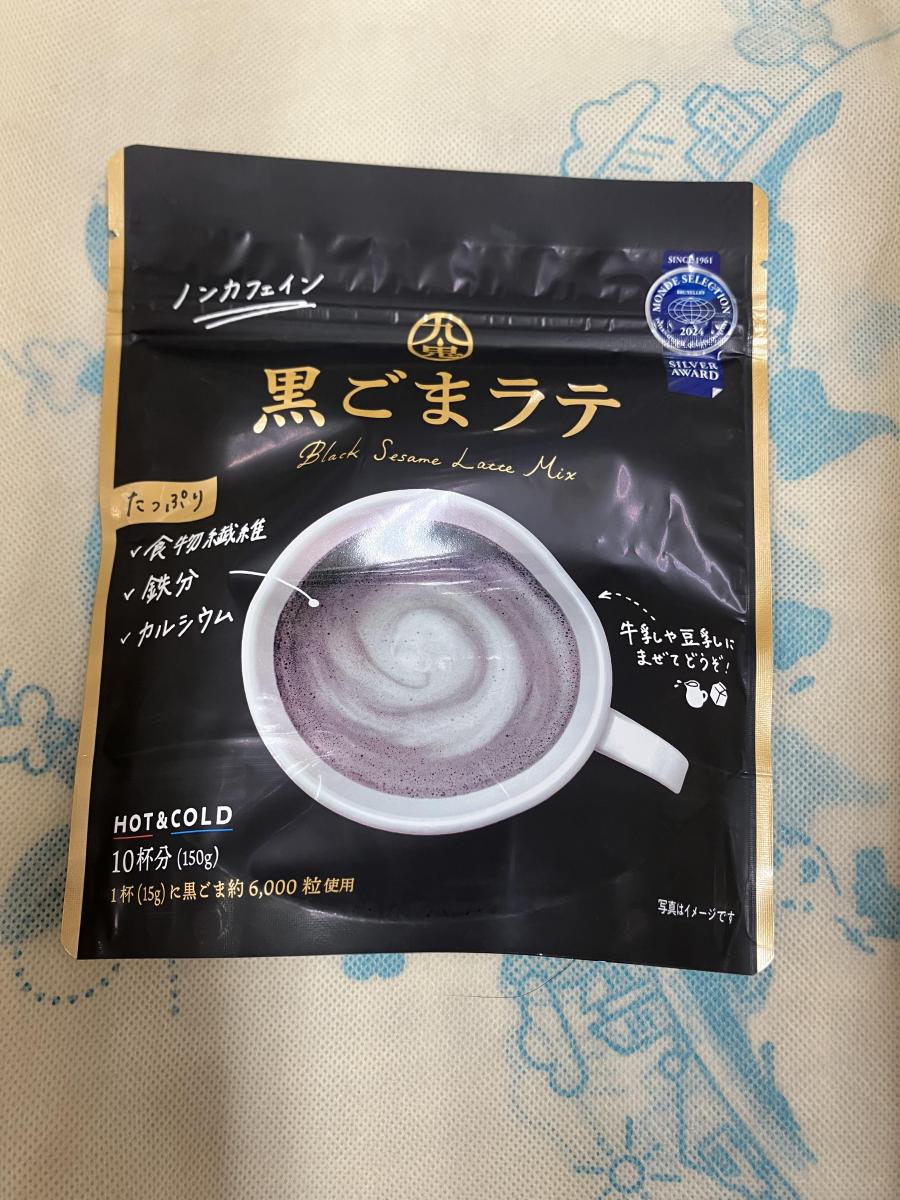 ノンカフェイン
SINCE 1961
MONDE SELECTION
BRUXELLES
2024
SILVER
AWARD
九鬼
黒ごまラテ
Black Sesame Latte Mix
たっぷり
✓食物繊維
✓鉄分
✓カルシウム
牛乳や豆乳に
まぜてどうぞ!
HOT&COLD
10杯分(150g)
1杯(15g)に黒ごま約6,000粒使用
写真はイメージです